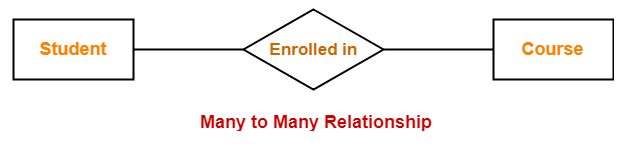 Student
Enrolled in
Course
Many to Many Relationship